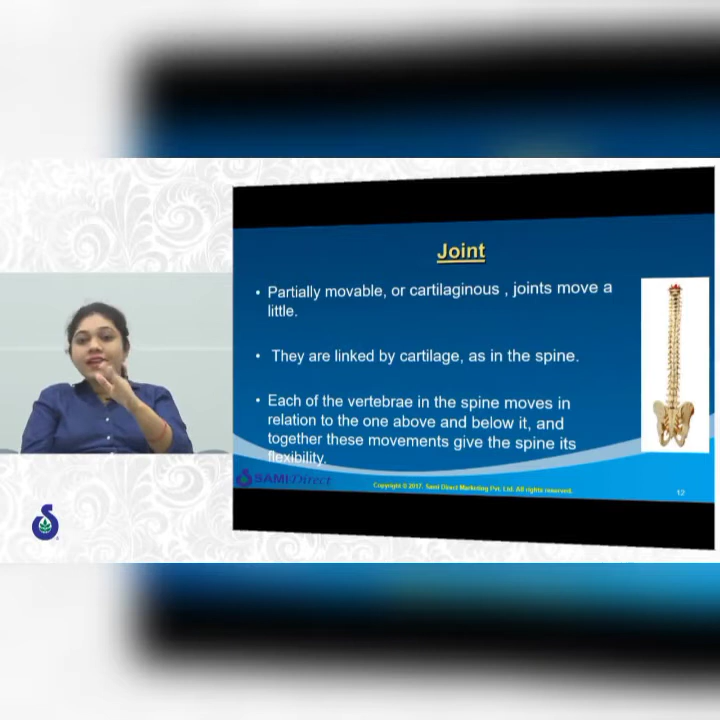 Joint
• Partially movable, or cartilaginous , joints move a
little.
• They are linked by cartilage, as in the spine.
• Each of the vertebrae in the spine moves in
relation to the one above and below it, and
together these movements give the spine its
flexibility.
SAMI Direct
Copyright © 2017. Sami Direct Marketing Pvt. Ltd. All rights reserved.
12